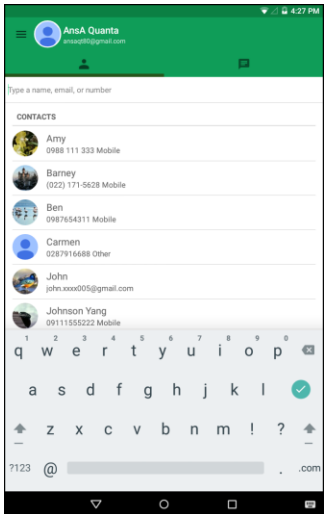 4:27 PM
AnsA Quanta
ansaqt80@gmail.com
Type a name, email, or number
CONTACTS
Amy
0988 111 333 Mobile
Barney
(022) 171-5628 Mobile
Ben
0987654311 Mobile
Carmen
0287916688 Other
John
john.xxxx005@gmail.com
Johnson Yang
09111555222 Mobile
1 2 3 4 5 6 7 8 9 0
q w e r t y u i o p
a s d f g h j k l
z x c v b n m ! ?
?123 @ . .com